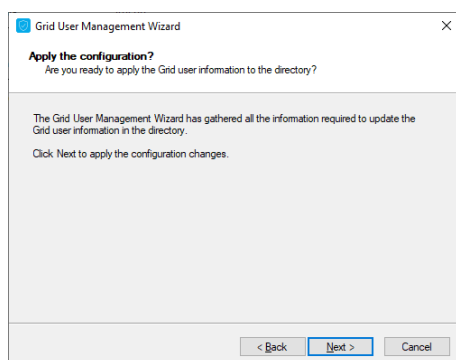 Grid User Management Wizard
Apply the configuration?
Are you ready to apply the Grid user information to the directory?
The Grid User Management Wizard has gathered all the information required to update the
Grid user information in the directory.
Click Next to apply the configuration changes.
< Back
Next >
Cancel